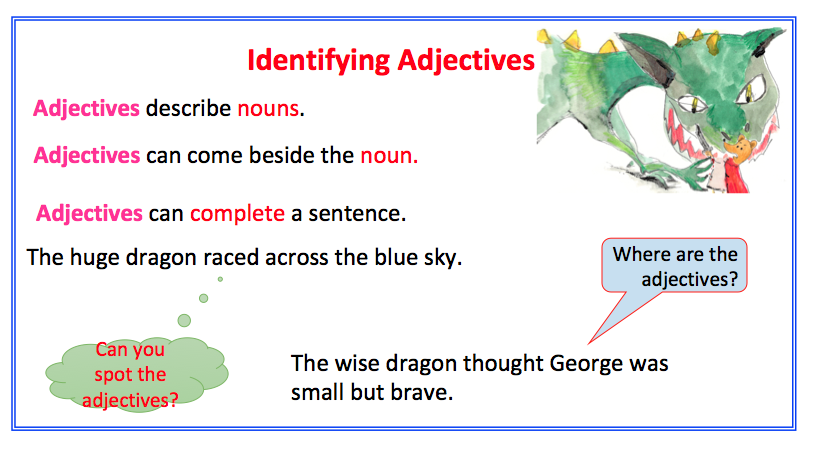 Identifying Adjectives
Adjectives describe nouns.
Adjectives can come beside the noun.
Adjectives can complete a sentence.
The huge dragon raced across the blue sky.
Where are the
adjectives?
Can you
spot the
adjectives?
The wise dragon thought George was
small but brave.